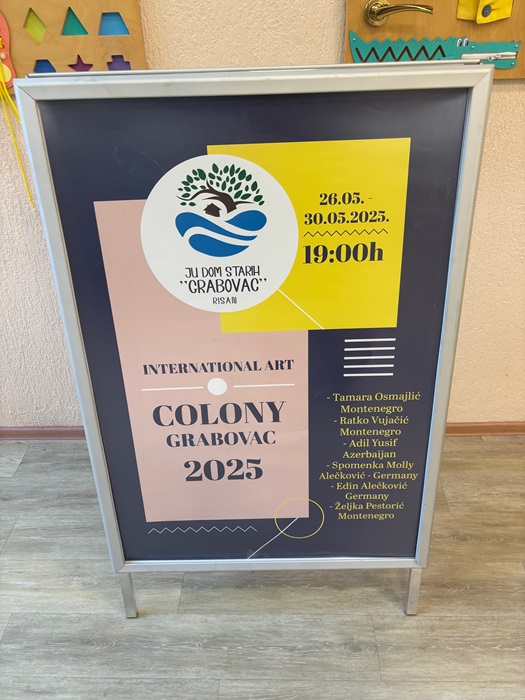 JU DOM STARIH
"GRABOVAC"
RISAN
26.05. -
30.05.2025.
19:00h
INTERNATIONAL ART
COLONY
GRABOVAC
2025
- Tamara Osmajlić
Montenegro
- Ratko Vujačić
Montenegro
- Adil Yusif
Azerbaijan
- Spomenka Molly
Alečković - Germany
- Edin Alečković
Germany
- Željka Pestorić
Montenegro